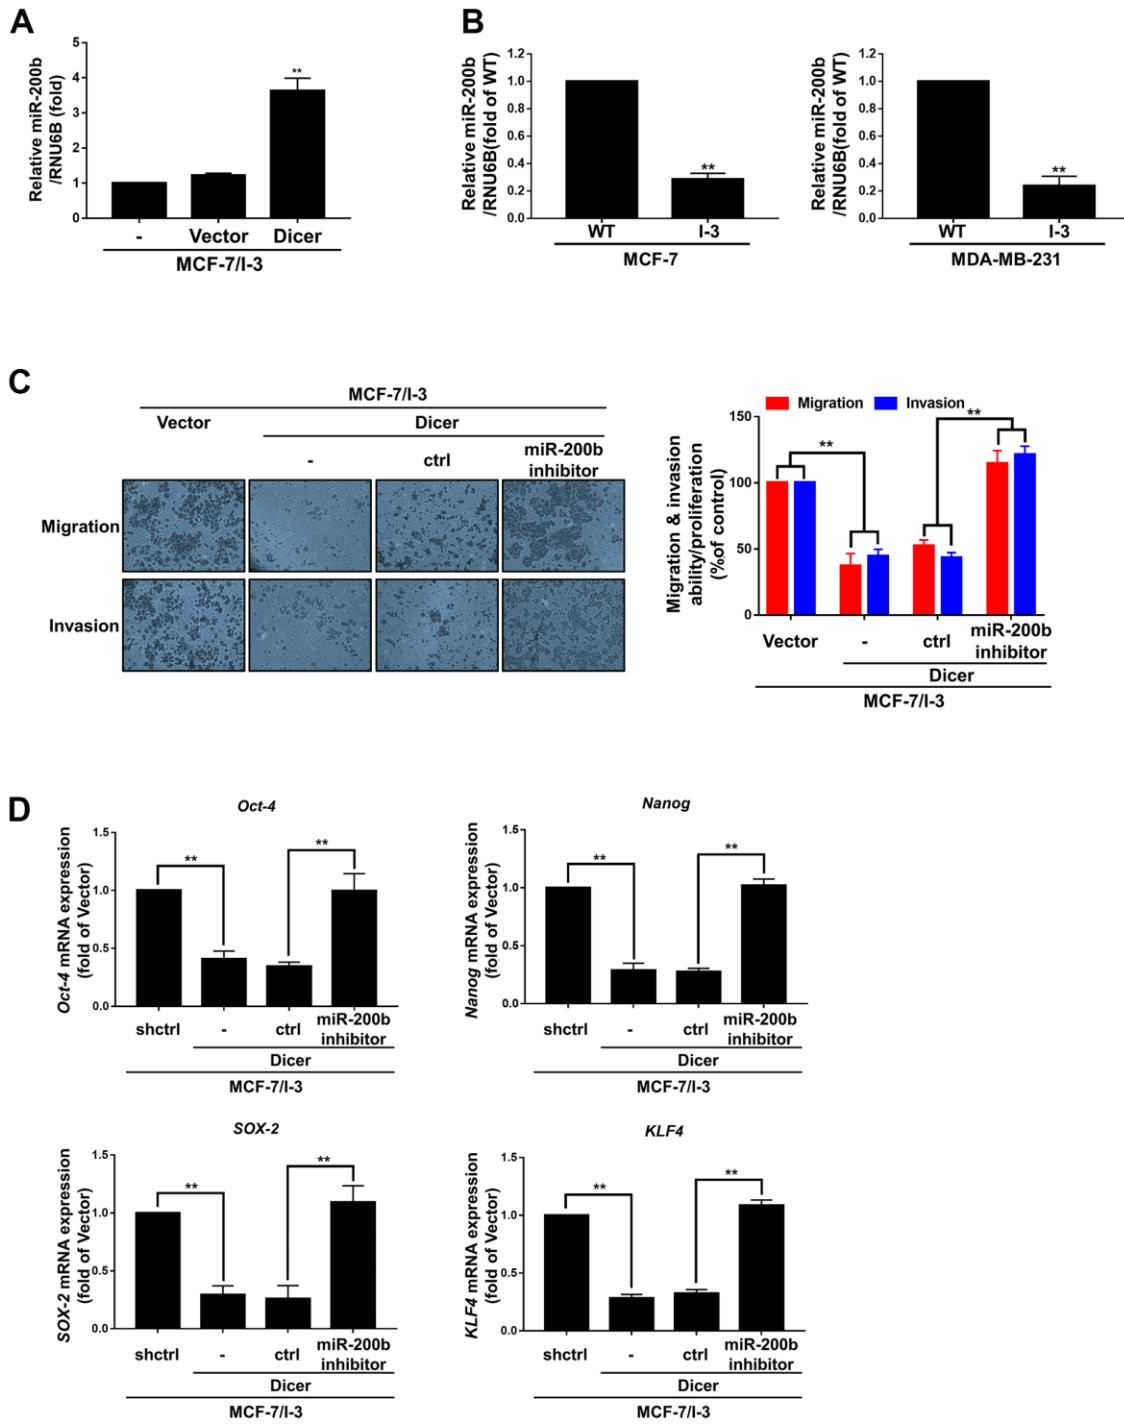 A
Relative miR-200b
/RNU6B (fold)
5
4
3
2
1
0
**
- Vector Dicer
MCF-7/I-3
B
Relative miR-200b
/RNU6B(fold of WT)
1.2
1.0
0.8
0.6
0.4
0.2
0.0
**
WT I-3
MCF-7
Relative miR-200b
/RNU6B(fold of WT)
1.2
1.0
0.8
0.6
0.4
0.2
0.0
**
WT I-3
MDA-MB-231
C
MCF-7/I-3
Vector Dicer
- ctrl miR-200b
inhibitor
Migration
Invasion
Migration Invasion
Migration & invasion
ability/proliferation
(%of control)
150
100
50
0
**
**
Vector - ctrl miR-200b
inhibitor
Dicer
MCF-7/I-3
D
Oct-4
Oct-4 mRNA expression
(fold of Vector)
1.5
1.0
0.5
0.0
**
**
shctrl - ctrl miR-200b
inhibitor
Dicer
MCF-7/I-3
Nanog
Nanog mRNA expression
(fold of Vector)
1.5
1.0
0.5
0.0
**
**
shctrl - ctrl miR-200b
inhibitor
Dicer
MCF-7/I-3
SOX-2
SOX-2 mRNA expression
(fold of Vector)
1.5
1.0
0.5
0.0
**
**
shctrl - ctrl miR-200b
inhibitor
Dicer
MCF-7/I-3
KLF4
KLF4 mRNA expression
(fold of Vector)
1.5
1.0
0.5
0.0
**
**
shctrl - ctrl miR-200b
inhibitor
Dicer
MCF-7/I-3